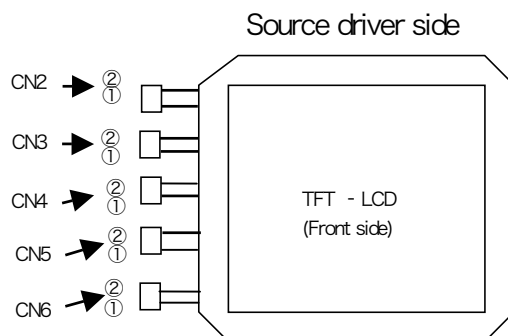 Source driver side
CN2 ②
①
CN3 ②
①
CN4 ②
①
TFT - LCD
(Front side)
CN5 ②
①
CN6 ②
①